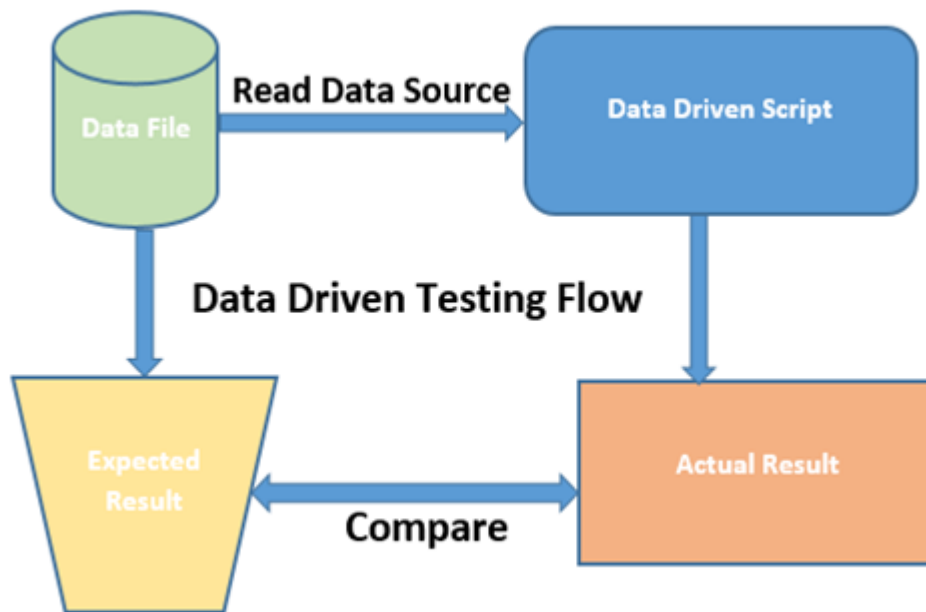 Read Data Source
Data File
Data Driven Script
Data Driven Testing Flow
Expected
Result
Actual Result
Compare